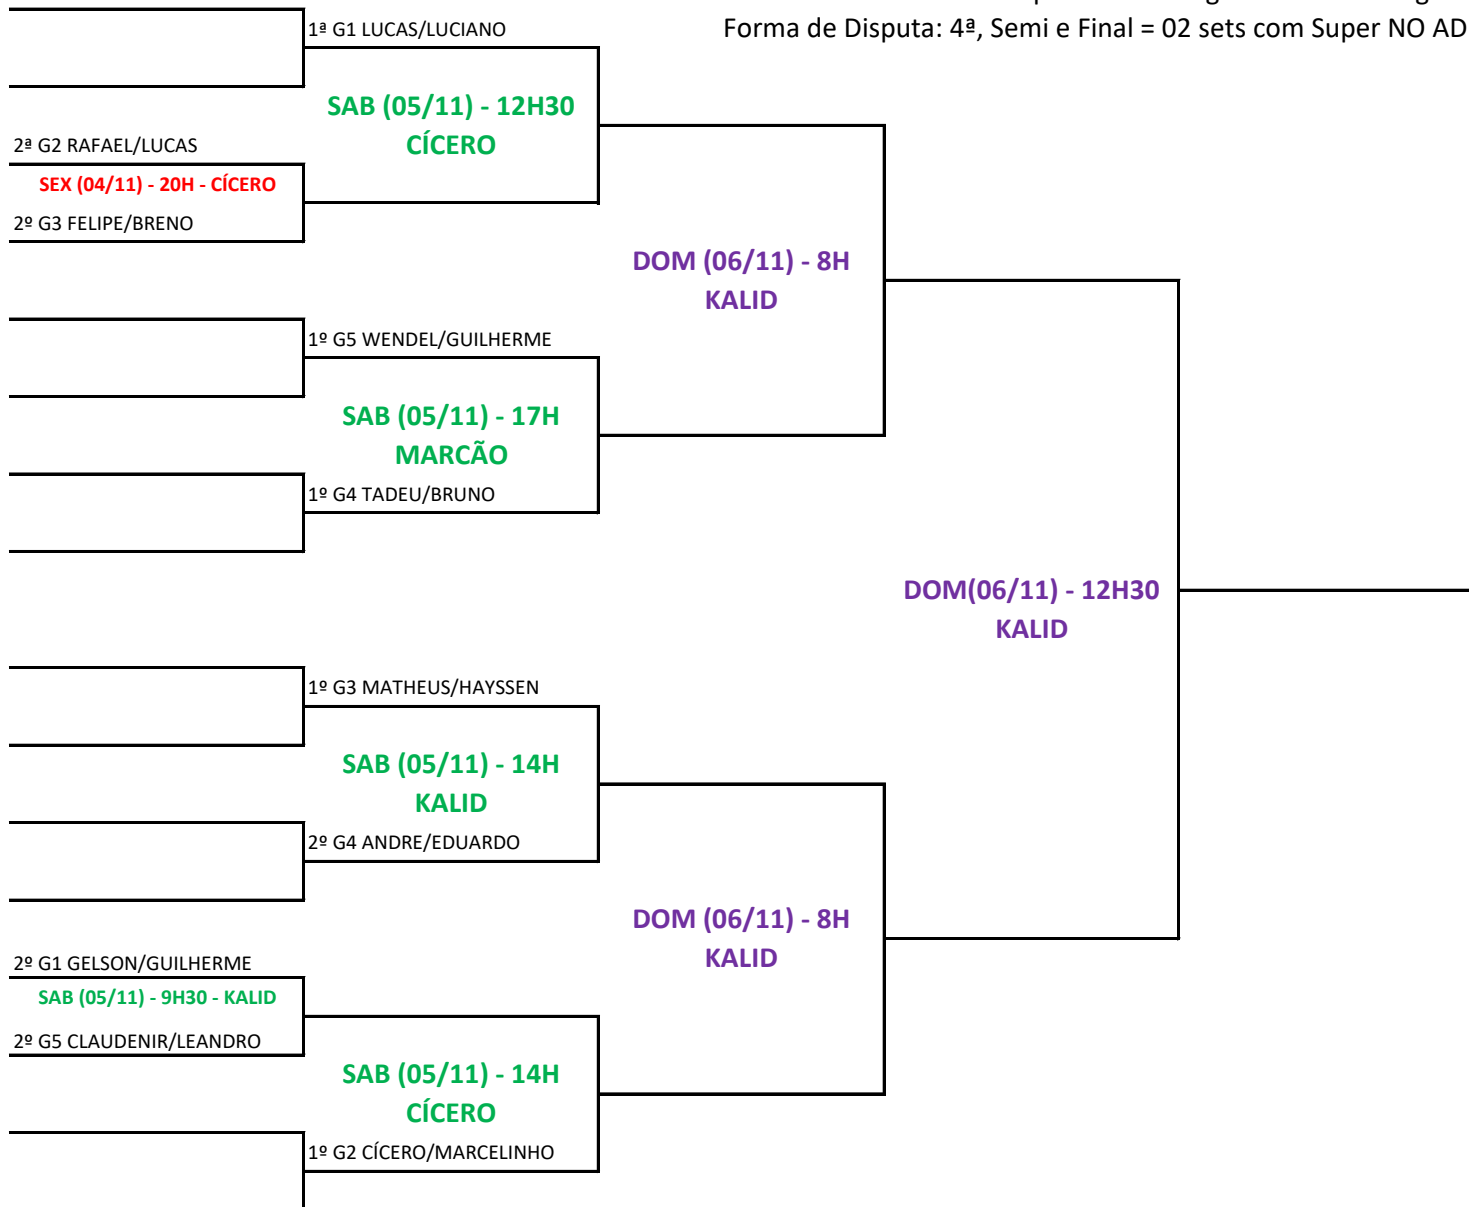 1ª G1 LUCAS/LUCIANO
Forma de Disputa: 4ª, Semi e Final = 02 sets com Super NO AD
SAB (05/11) - 12H30
CÍCERO
2ª G2 RAFAEL/LUCAS
SEX (04/11) - 20H - CÍCERO
2º G3 FELIPE/BRENO
DOM (06/11) - 8H
KALID
1º G5 WENDEL/GUILHERME
SAB (05/11) - 17H
MARCÃO
1º G4 TADEU/BRUNO
DOM(06/11) - 12H30
KALID
1º G3 MATHEUS/HAYSSEN
SAB (05/11) - 14H
KALID
2º G4 ANDRE/EDUARDO
DOM (06/11) - 8H
KALID
2º G1 GELSON/GUILHERME
SAB (05/11) - 9H30 - KALID
2º G5 CLAUDENIR/LEANDRO
SAB (05/11) - 14H
CÍCERO
1º G2 CÍCERO/MARCELINHO